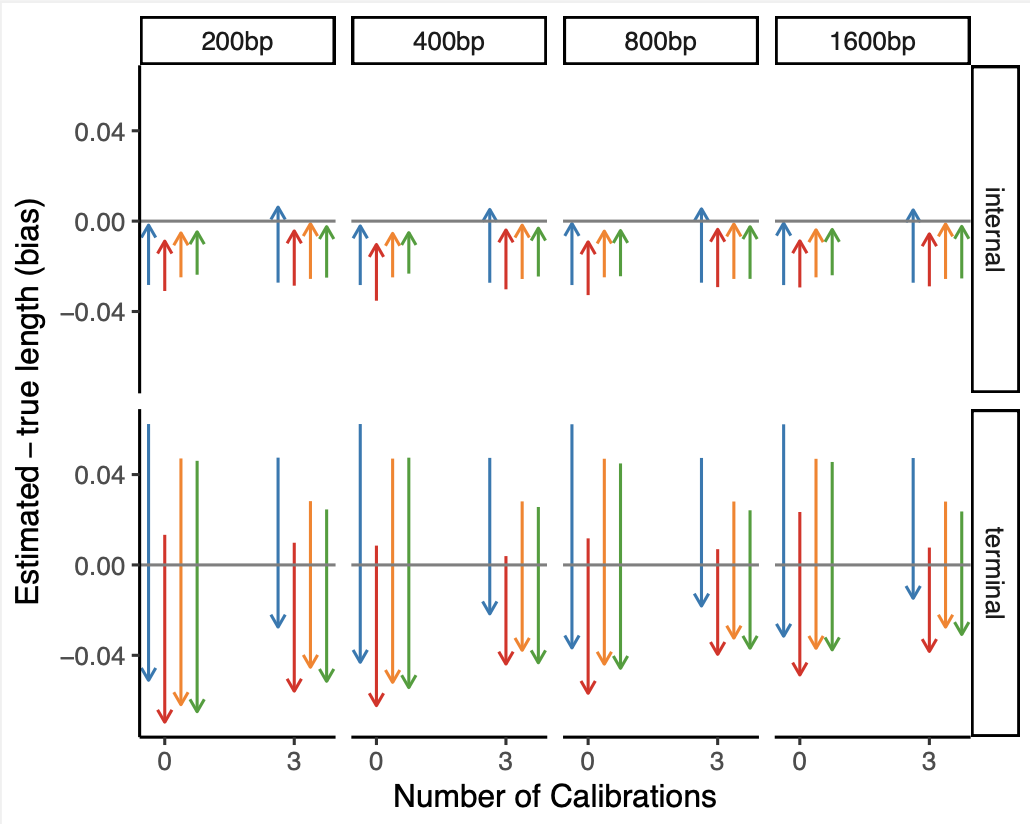 200bp 400bp 800bp 1600bp
0.04
0.00
−0.04
internal
0.04
0.00
−0.04
terminal
Estimated − true length (bias)
0 3 0 3 0 3 0 3
Number of Calibrations